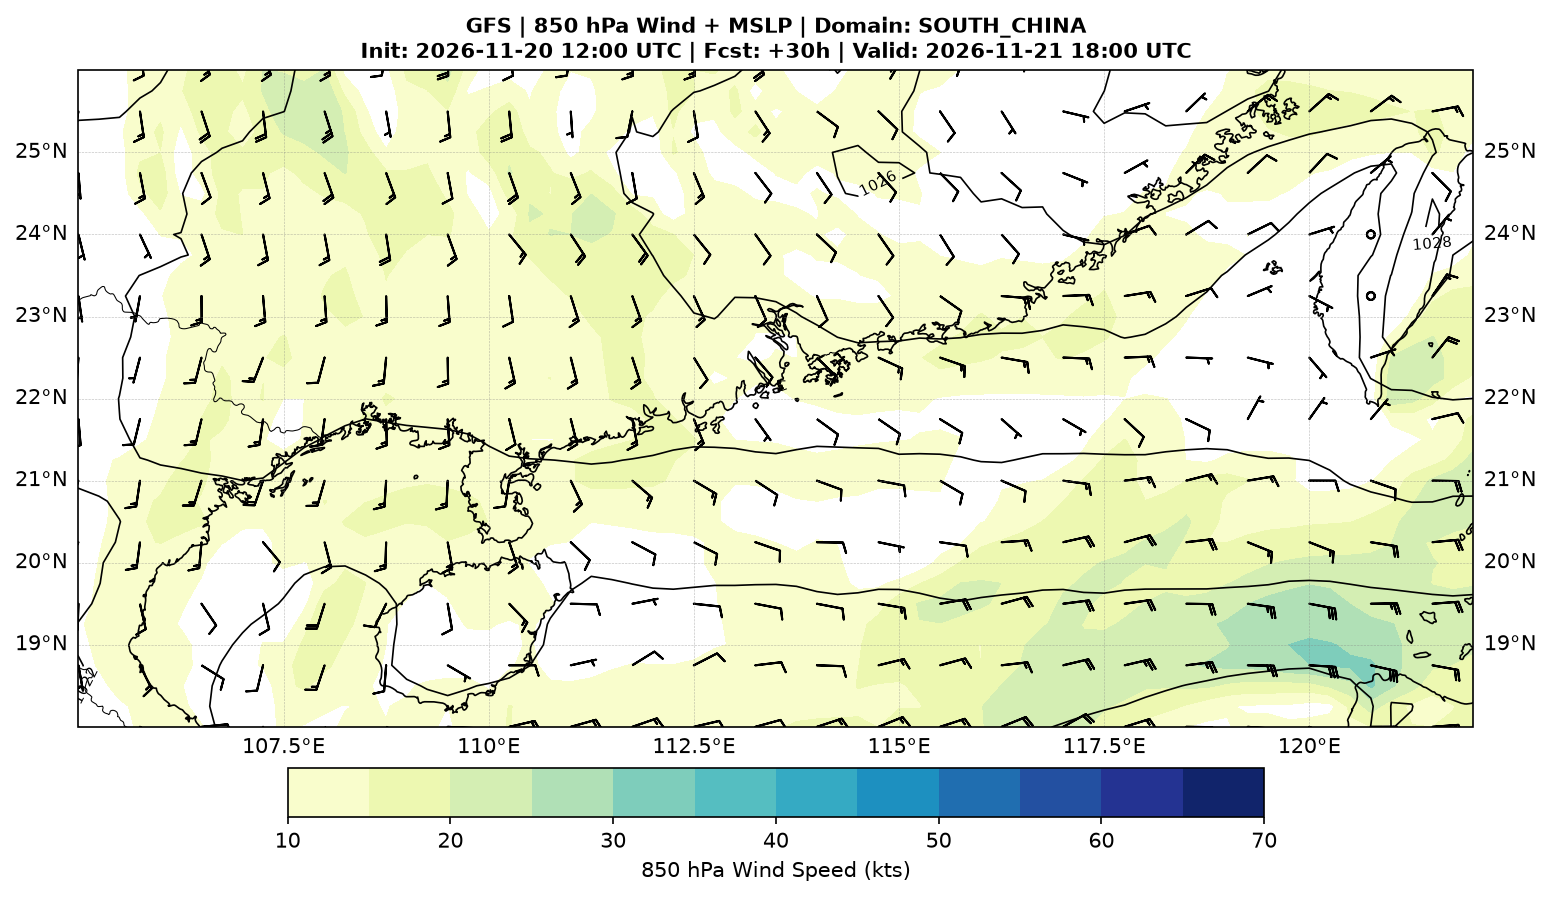 GFS | 850 hPa Wind + MSLP | Domain: SOUTH_CHINA
Init: 2026-11-20 12:00 UTC | Fcst: +30h | Valid: 2026-11-21 18:00 UTC
25°N 25°N
1026
24°N 24°N
1028
23°N 23°N
22°N 22°N
21°N 21°N
20°N 20°N
19°N 19°N
107.5°E 110°E 112.5°E 115°E 117.5°E 120°E
10 20 30 40 50 60 70
850 hPa Wind Speed (kts)